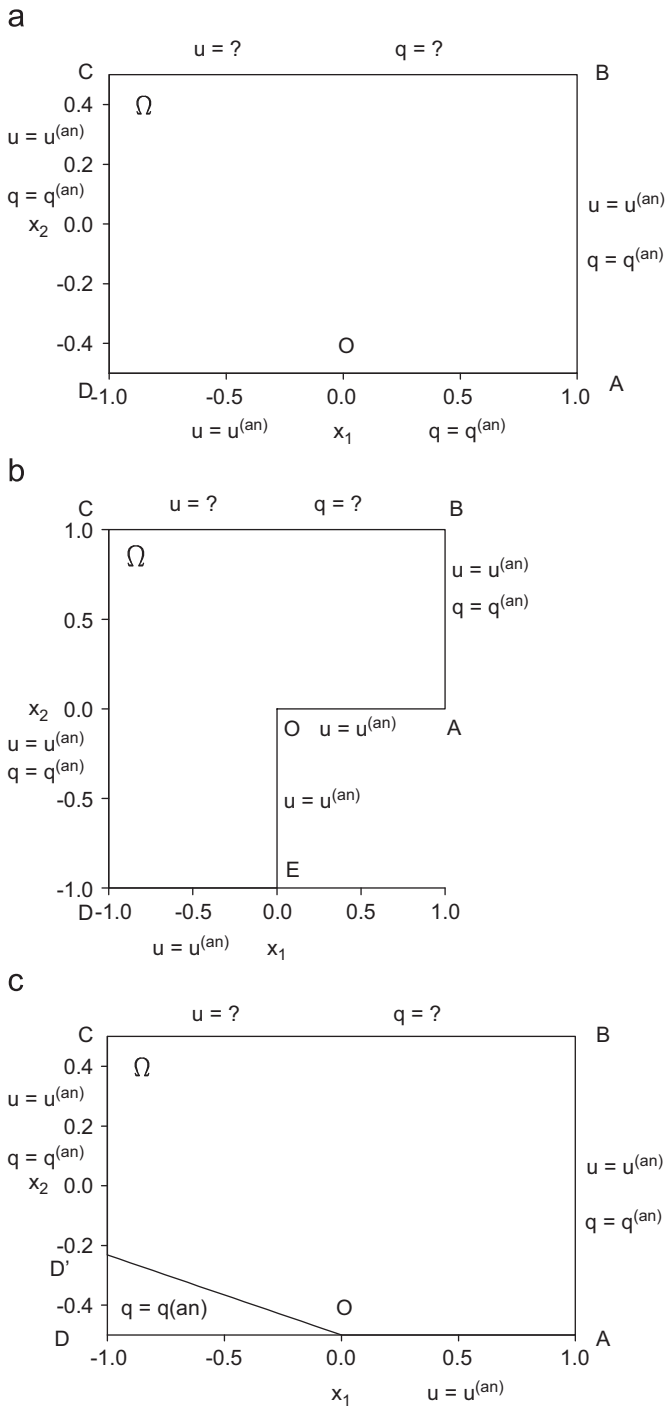 a
u = ? q = ?
C B
0.4 Ω
u = u(an)
0.2
q = q(an) u = u(an)
x2 0.0
q = q(an)
-0.2
-0.4 O
D -1.0 -0.5 0.0 0.5 1.0 A
u = u(an) x1 q = q(an)
b
u = ? q = ?
C B
1.0
Ω u = u(an)
q = q(an)
0.5
x2 0.0
O u = u(an) A
u = u(an)
q = q(an)
-0.5 u = u(an)
E
-1.0
D -1.0 -0.5 0.0 0.5 1.0
u = u(an) x1
c
u = ? q = ?
C B
0.4 Ω
u = u(an)
0.2
q = q(an) u = u(an)
x2 0.0
q = q(an)
-0.2
D'
-0.4 q = q(an) O
D A
-1.0 -0.5 0.0 0.5 1.0
x1 u = u(an)